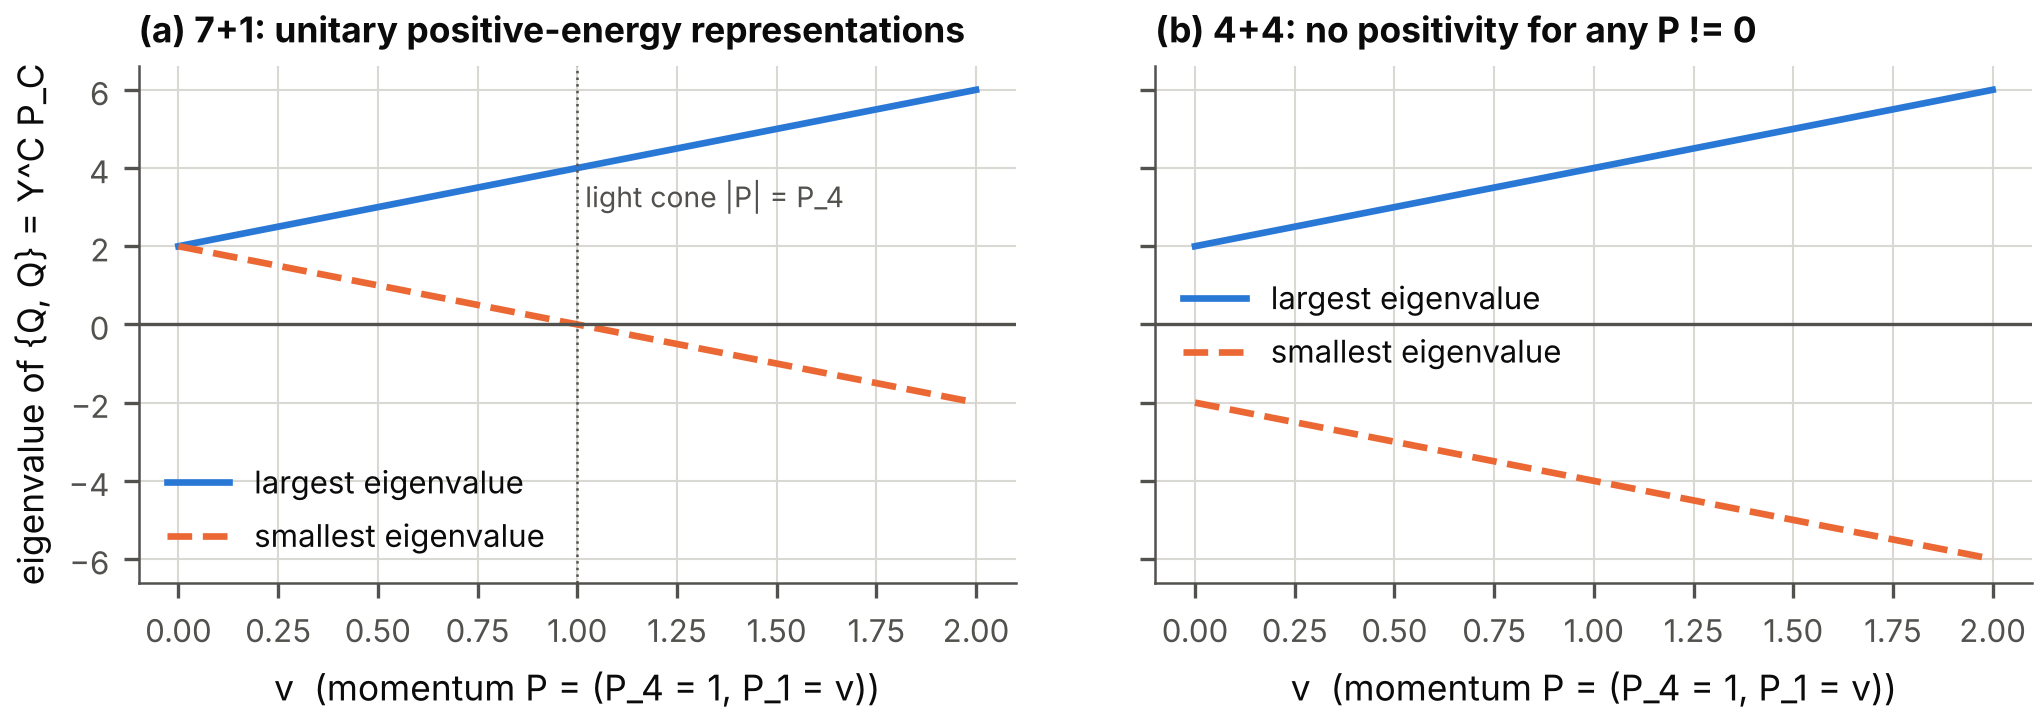 (a) 7+1: unitary positive-energy representations
eigenvalue of {Q, Q} = Y^C P_C
6
4
2
0
−2
−4
−6
light cone |P| = P_4
largest eigenvalue
smallest eigenvalue
0.00 0.25 0.50 0.75 1.00 1.25 1.50 1.75 2.00
v (momentum P = (P_4 = 1, P_1 = v))
(b) 4+4: no positivity for any P != 0
largest eigenvalue
smallest eigenvalue
0.00 0.25 0.50 0.75 1.00 1.25 1.50 1.75 2.00
v (momentum P = (P_4 = 1, P_1 = v))